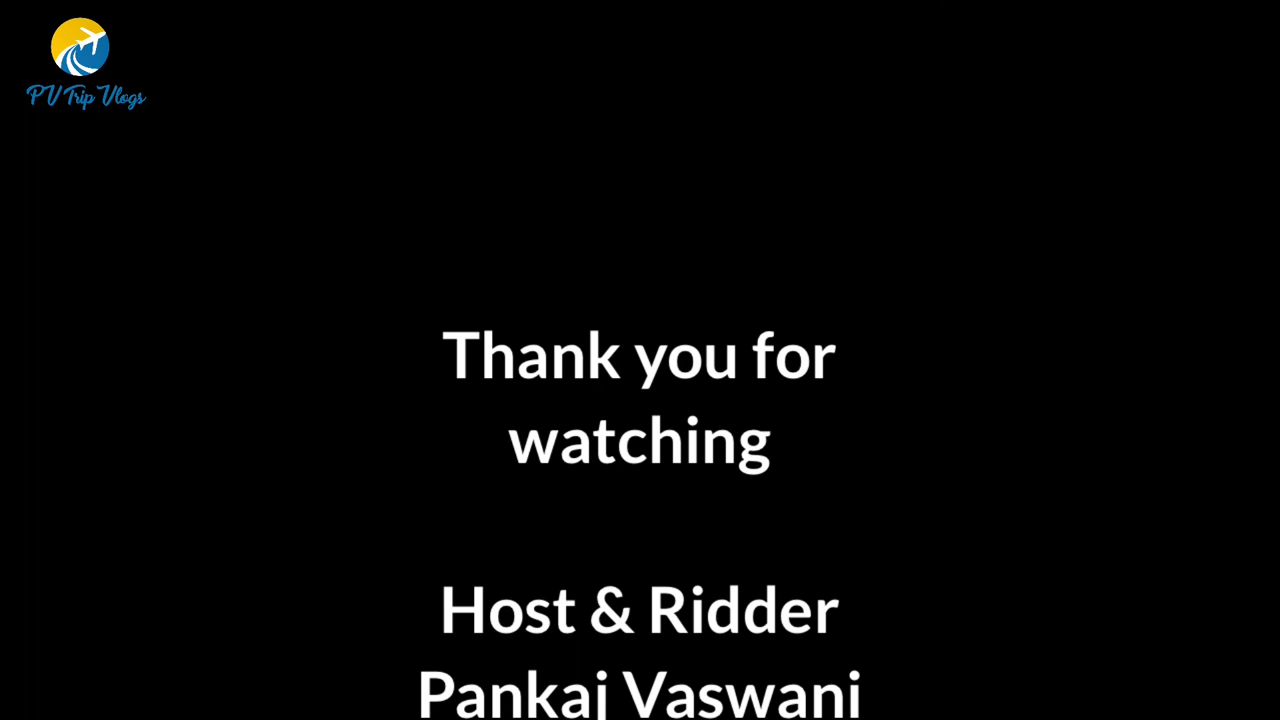 PV Trip Vlogs
Thank you for
watching
Host & Ridder
Pankaj Vaswani